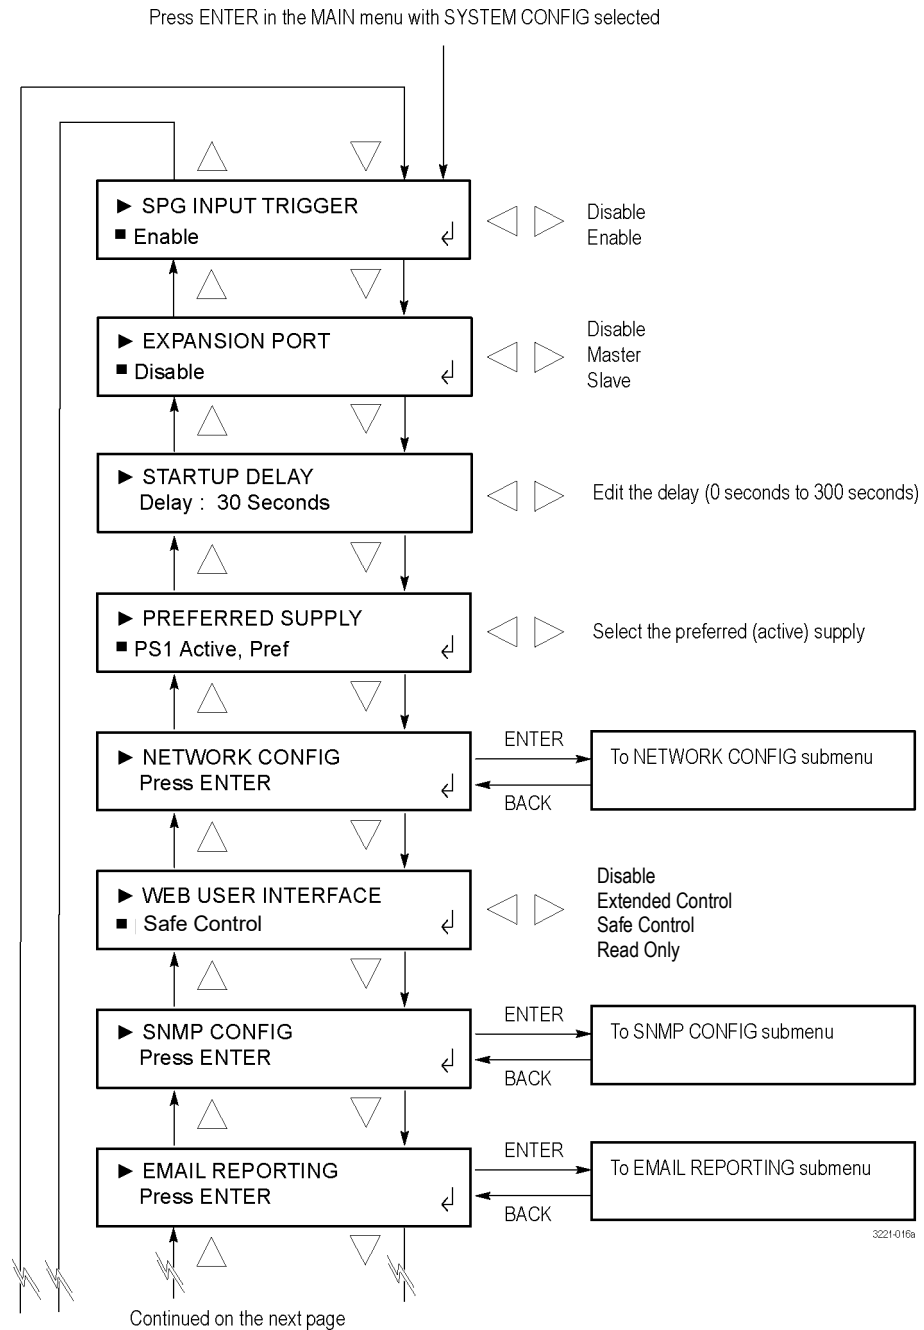 Press ENTER in the MAIN menu with SYSTEM CONFIG selected
► SPG INPUT TRIGGER
■ Enable
Disable
Enable
► EXPANSION PORT
■ Disable
Disable
Master
Slave
► STARTUP DELAY
Delay : 30 Seconds
Edit the delay (0 seconds to 300 seconds)
► PREFERRED SUPPLY
■ PS1 Active, Pref
Select the preferred (active) supply
► NETWORK CONFIG
Press ENTER
ENTER
BACK
To NETWORK CONFIG submenu
► WEB USER INTERFACE
■ Safe Control
Disable
Extended Control
Safe Control
Read Only
► SNMP CONFIG
Press ENTER
ENTER
BACK
To SNMP CONFIG submenu
► EMAIL REPORTING
Press ENTER
ENTER
BACK
To EMAIL REPORTING submenu
3221-016a
Continued on the next page